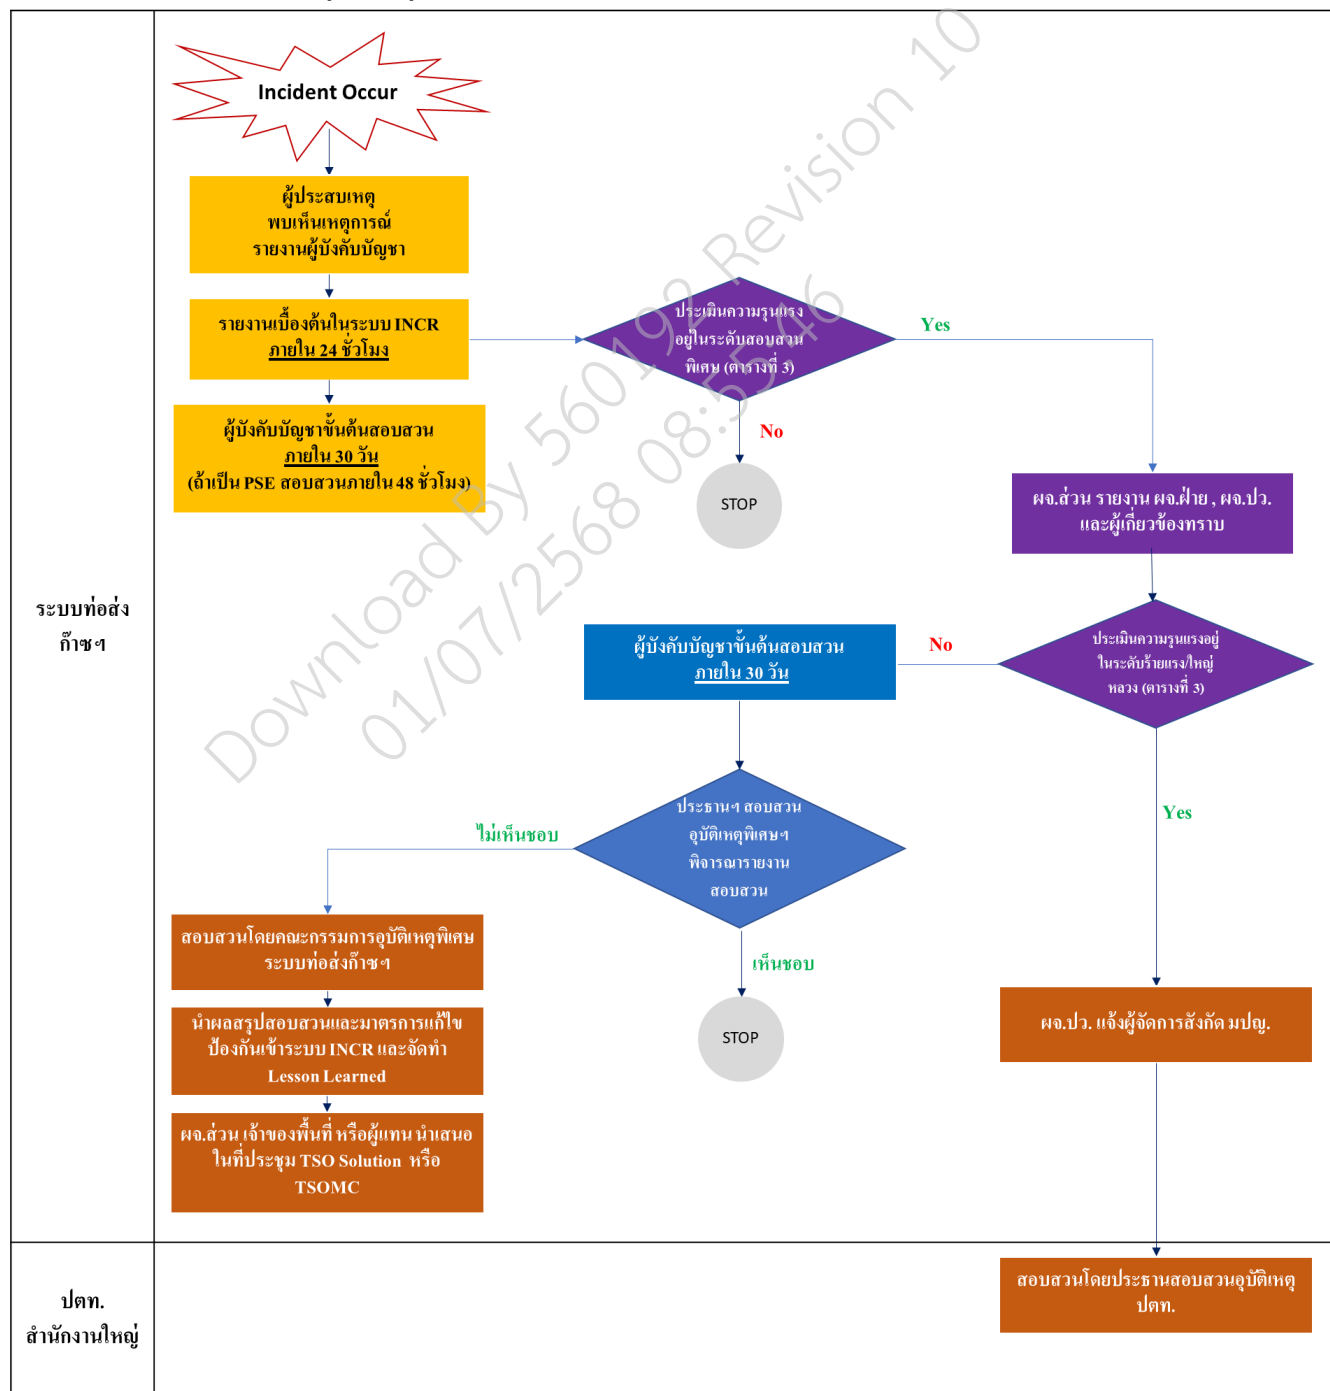 Incident Occur
ผู้ประสบเหตุ
พบเห็นเหตุการณ์
รายงานผู้บังคับบัญชา
รายงานเบื้องต้นในระบบ INCR
ภายใน 24 ชั่วโมง
ผู้บังคับบัญชาขั้นต้นสอบสวน
ภายใน 30 วัน
(ถ้าเป็น PSE สอบสวนภายใน 48 ชั่วโมง)
ประเมินความรุนแรง
อยู่ในระดับสอบสวน
พิเศษ (ตารางที่ 3)
Yes
No
STOP
ผจ.ส่วน รายงาน ผจ.ฝ่าย , ผจ.ปว.
และผู้เกี่ยวข้องทราบ
ประเมินความรุนแรงอยู่
ในระดับร้ายแรง/ใหญ่
หลวง (ตารางที่ 3)
No
Yes
ผู้บังคับบัญชาขั้นต้นสอบสวน
ภายใน 30 วัน
ประธานฯ สอบสวน
อุบัติเหตุพิเศษฯ
พิจารณารายงาน
สอบสวน
ไม่เห็นชอบ
เห็นชอบ
STOP
สอบสวนโดยคณะกรรมการอุบัติเหตุพิเศษ
ระบบท่อส่งก๊าซฯ
นำผลสรุปสอบสวนและมาตรการแก้ไข
ป้องกันเข้าระบบ INCR และจัดทำ
Lesson Learned
ผจ.ส่วน เจ้าของพื้นที่ หรือผู้แทน นำเสนอ
ในที่ประชุม TSO Solution หรือ
TSOMC
ผจ.ปว. แจ้งผู้จัดการสังกัด มปญ.
ระบบท่อส่ง
ก๊าซฯ
ปตท.
สำนักงานใหญ่
สอบสวนโดยประธานสอบสวนอุบัติเหตุ
ปตท.
Download By 560192 Revision 10
01/07/2568 08:55:46